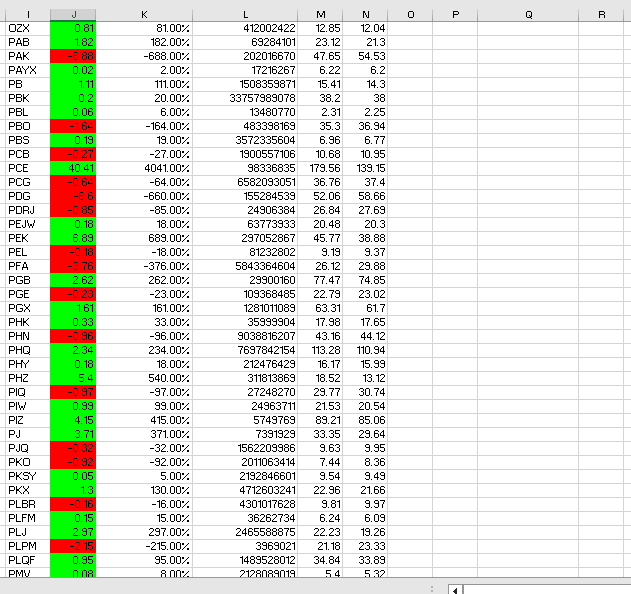 I J K L M N O P Q R
OZX 0.81 81.00% 412002422 12.85 12.04
PAB 1.82 182.00% 69284101 23.12 21.3
PAK -6.88 -688.00% 202016670 47.65 54.53
PAYX 0.02 2.00% 17216267 6.22 6.2
PB 1.11 111.00% 1508359871 15.41 14.3
PBK 0.2 20.00% 33757989078 38.2 38
PBL 0.06 6.00% 13480770 2.31 2.25
PBO -1.64 -164.00% 483398169 35.3 36.94
PBS 0.19 19.00% 3572335604 6.96 6.77
PCB -0.27 -27.00% 1900557106 10.68 10.95
PCE 40.41 4041.00% 98336835 179.56 139.15
PCG -0.64 -64.00% 6582093051 36.76 37.4
PDG -6.6 -660.00% 155284539 52.06 58.66
PDRJ -0.85 -85.00% 24906384 26.84 27.69
PEJW 0.18 18.00% 63773933 20.48 20.3
PEK 6.89 689.00% 297052867 45.77 38.88
PEL -0.18 -18.00% 81232802 9.19 9.37
PFA -3.76 -376.00% 5843364604 26.12 29.88
PGB 2.62 262.00% 29900160 77.47 74.85
PGE -0.23 -23.00% 109368485 22.79 23.02
PGX 1.61 161.00% 1281011089 63.31 61.7
PHK 0.33 33.00% 35999904 17.98 17.65
PHN -0.96 -96.00% 9038816207 43.16 44.12
PHQ 2.34 234.00% 7697842154 113.28 110.94
PHY 0.18 18.00% 212476429 16.17 15.99
PHZ 5.4 540.00% 311813869 18.52 13.12
PIQ -0.97 -97.00% 27248270 29.77 30.74
PIW 0.99 99.00% 24963711 21.53 20.54
PIZ 4.15 415.00% 5749769 89.21 85.06
PJ 3.71 371.00% 7391929 33.35 29.64
PJQ -0.32 -32.00% 1562209986 9.63 9.95
PKO -0.92 -92.00% 2011063414 7.44 8.36
PKSY 0.05 5.00% 2192846601 9.54 9.49
PKX 1.3 130.00% 4712603241 22.96 21.66
PLBR -0.16 -16.00% 4301017628 9.81 9.97
PLFM 0.15 15.00% 36262734 6.24 6.09
PLJ 2.97 297.00% 2465588875 22.23 19.26
PLPM -2.15 -215.00% 3969021 21.18 23.33
PLQF 0.95 95.00% 1489528012 34.84 33.89
PMV 0.08 8.00% 2128089019 5.4 5.32